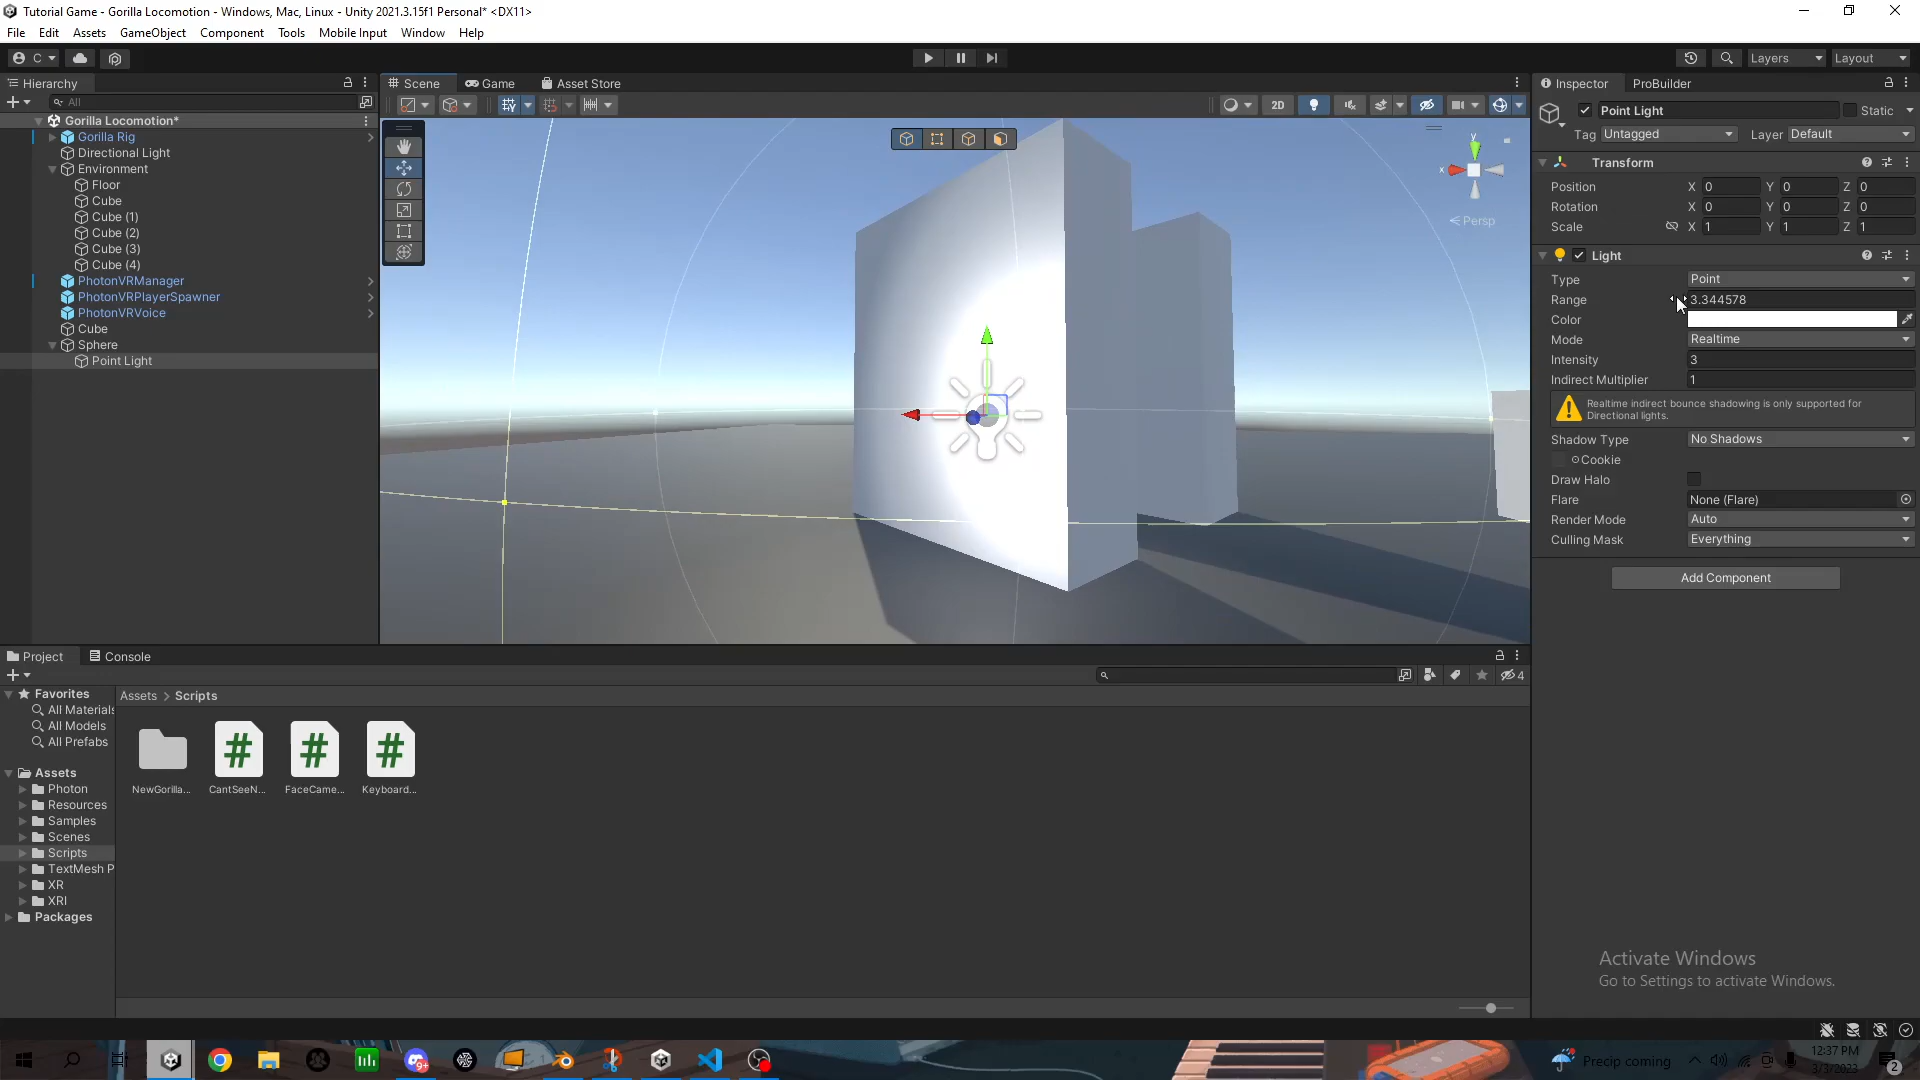 Tutorial Game - Gorilla Locomotion - Windows, Mac, Linux - Unity 2021.3.15f1 Personal* <DX11>
File Edit Assets GameObject Component Tools Mobile Input Window Help
C Layers Layout
Hierarchy Scene Game Asset Store Inspector ProBuilder
All
2D
Gorilla Locomotion*
Gorilla Rig
Directional Light
Environment
Floor
Cube
Cube (1)
Cube (2)
Cube (3)
Cube (4)
PhotonVRManager
PhotonVRPlayerSpawner
PhotonVRVoice
Cube
Sphere
Point Light
y
x
Persp
Point Light Static
Tag Untagged Layer Default
Transform
Position X 0 Y 0 Z 0
Rotation X 0 Y 0 Z 0
Scale X 1 Y 1 Z 1
Light
Type Point
Range 3.344578
Color
Mode Realtime
Intensity 3
Indirect Multiplier 1
Realtime indirect bounce shadowing is only supported for
Directional lights.
Shadow Type No Shadows
Cookie
Draw Halo
Flare None (Flare)
Render Mode Auto
Culling Mask Everything
Add Component
Project Console
4
Favorites
All Materials
All Models
All Prefabs
Assets
Photon
Resources
Samples
Scenes
Scripts
TextMesh P
XR
XRI
Packages
Assets > Scripts
NewGorilla... CantSeeN... FaceCame... Keyboard...
Activate Windows
Go to Settings to activate Windows.
Precip coming
12:37 PM
3/3/2023
2